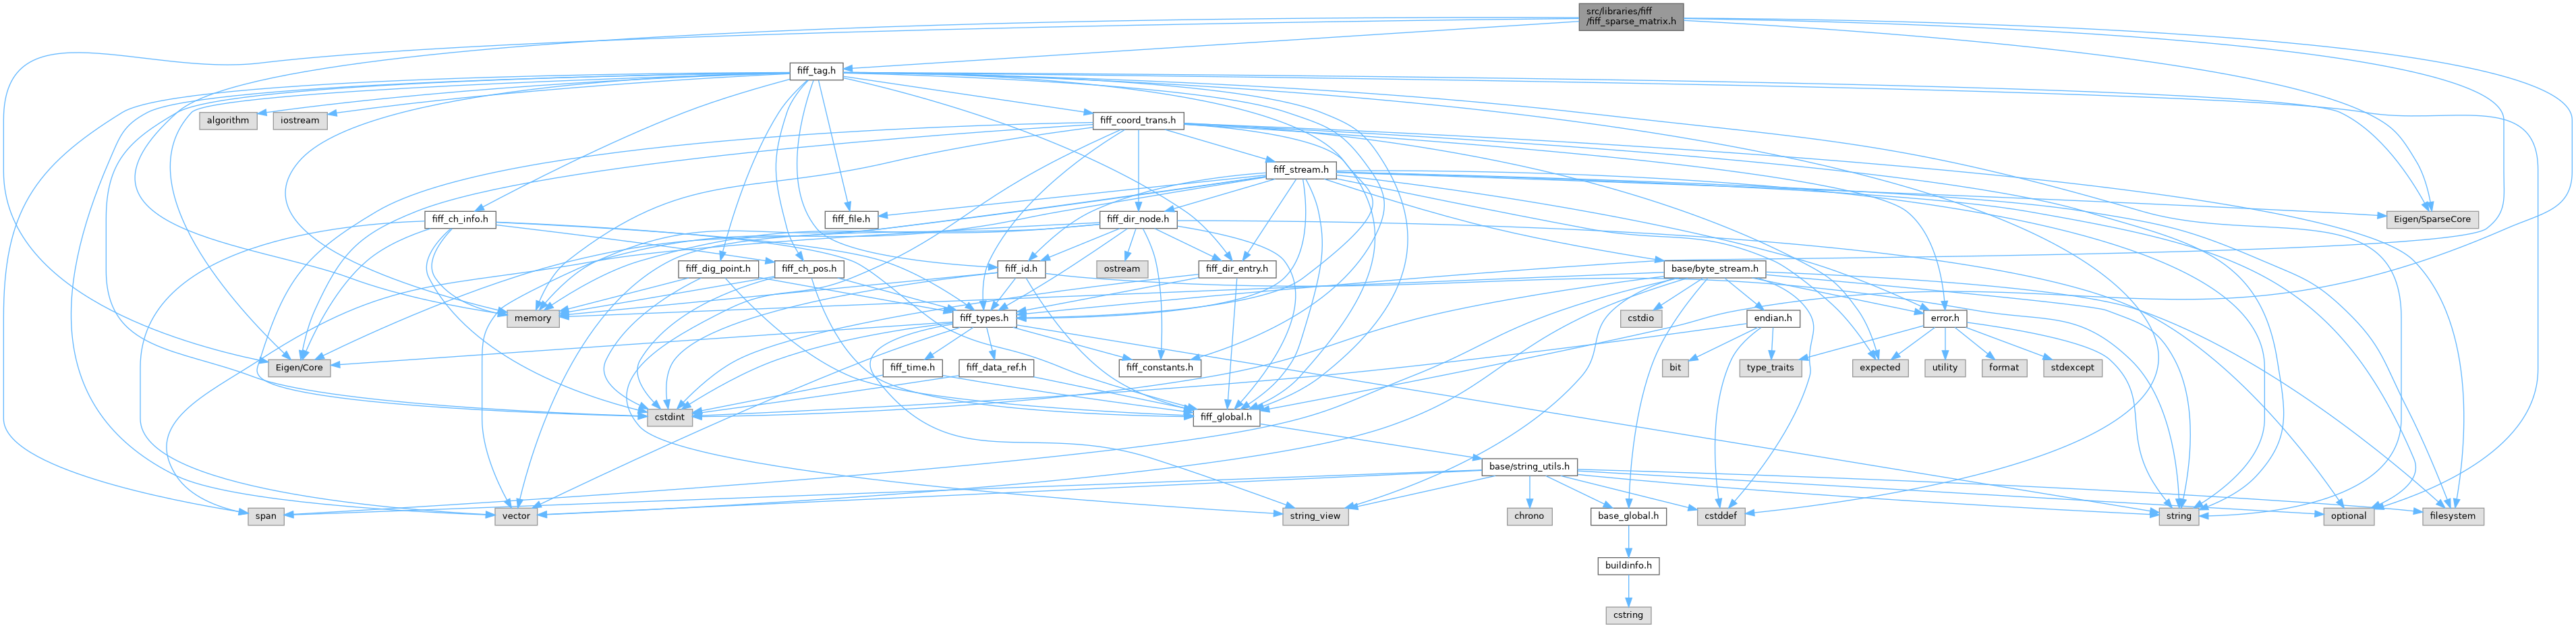 src/libraries/fiff
/fiff_sparse_matrix.h
fiff_tag.h
algorithm
iostream
fiff_coord_trans.h
fiff_stream.h
fiff_ch_info.h
fiff_file.h
fiff_dir_node.h
Eigen/SparseCore
fiff_dig_point.h
fiff_ch_pos.h
fiff_id.h
ostream
fiff_dir_entry.h
base/byte_stream.h
memory
fiff_types.h
cstdio
endian.h
error.h
Eigen/Core
fiff_time.h
fiff_data_ref.h
fiff_constants.h
bit
type_traits
expected
utility
format
stdexcept
cstdint
fiff_global.h
base/string_utils.h
span
vector
string_view
chrono
base_global.h
cstddef
string
optional
filesystem
buildinfo.h
cstring